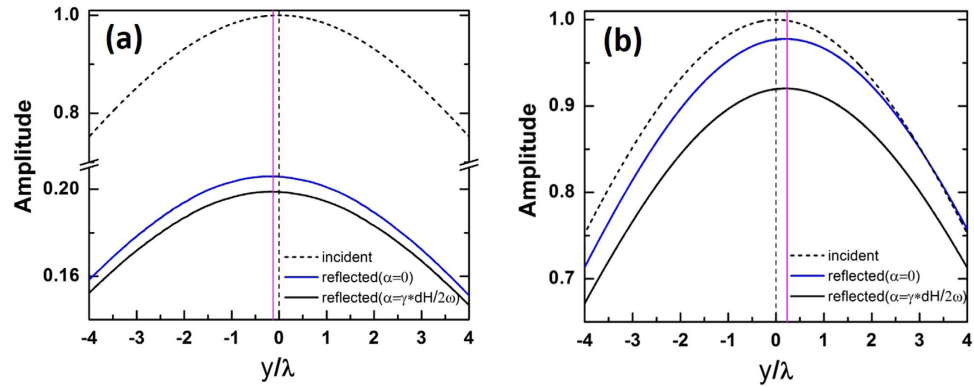 (a)
Amplitude
1.0
0.8
0.20
0.16
incident
reflected(α=0)
reflected(α=γ*dH/2ω)
-4 -3 -2 -1 0 1 2 3 4
y/λ
(b)
Amplitude
1.0
0.9
0.8
0.7
incident
reflected(α=0)
reflected(α=γ*dH/2ω)
-4 -3 -2 -1 0 1 2 3 4
y/λ